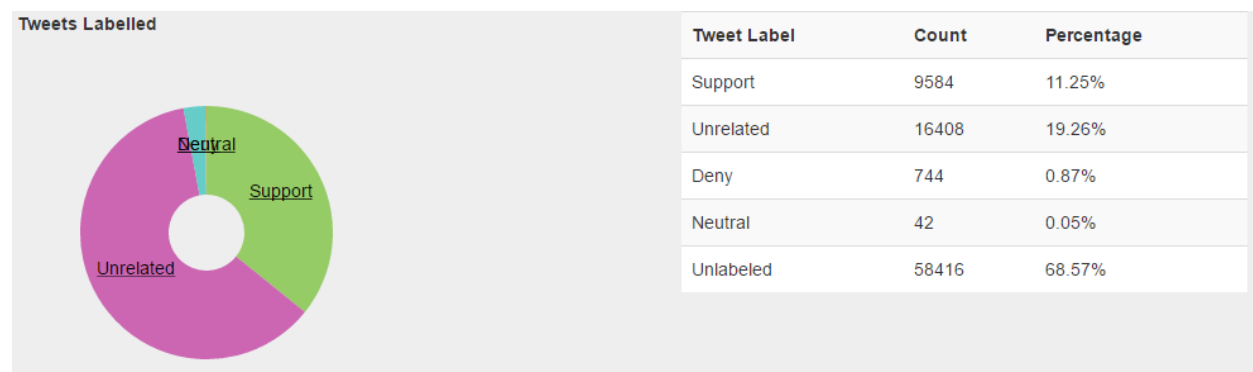 Tweets Labelled
Neutral
Support
Unrelated
Tweet Label Count Percentage
Support 9584 11.25%
Unrelated 16408 19.26%
Deny 744 0.87%
Neutral 42 0.05%
Unlabeled 58416 68.57%